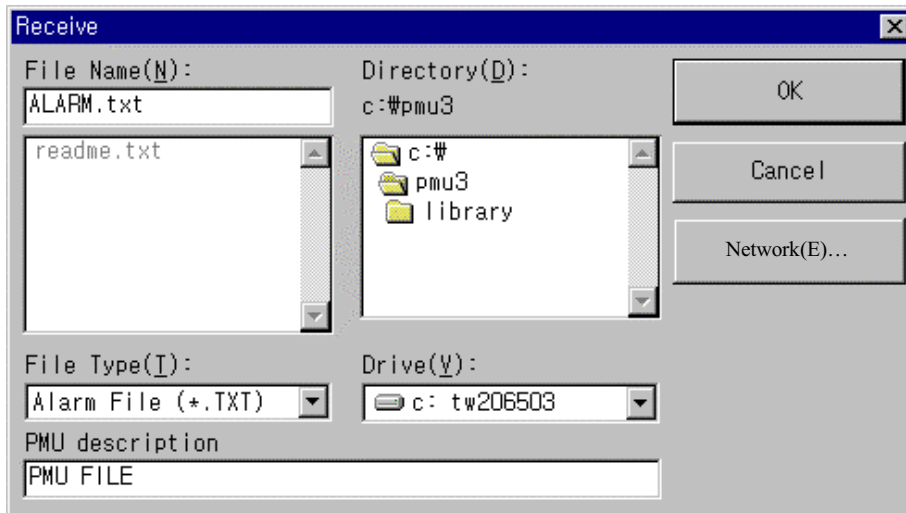 Receive
File Name(N):
ALARM.txt
readme.txt
Directory(D):
c:₩pmu3
c:₩
pmu3
library
OK
Cancel
Network(E)…
File Type(T):
Alarm File (*.TXT)
Drive(V):
c: tw206503
PMU description
PMU FILE